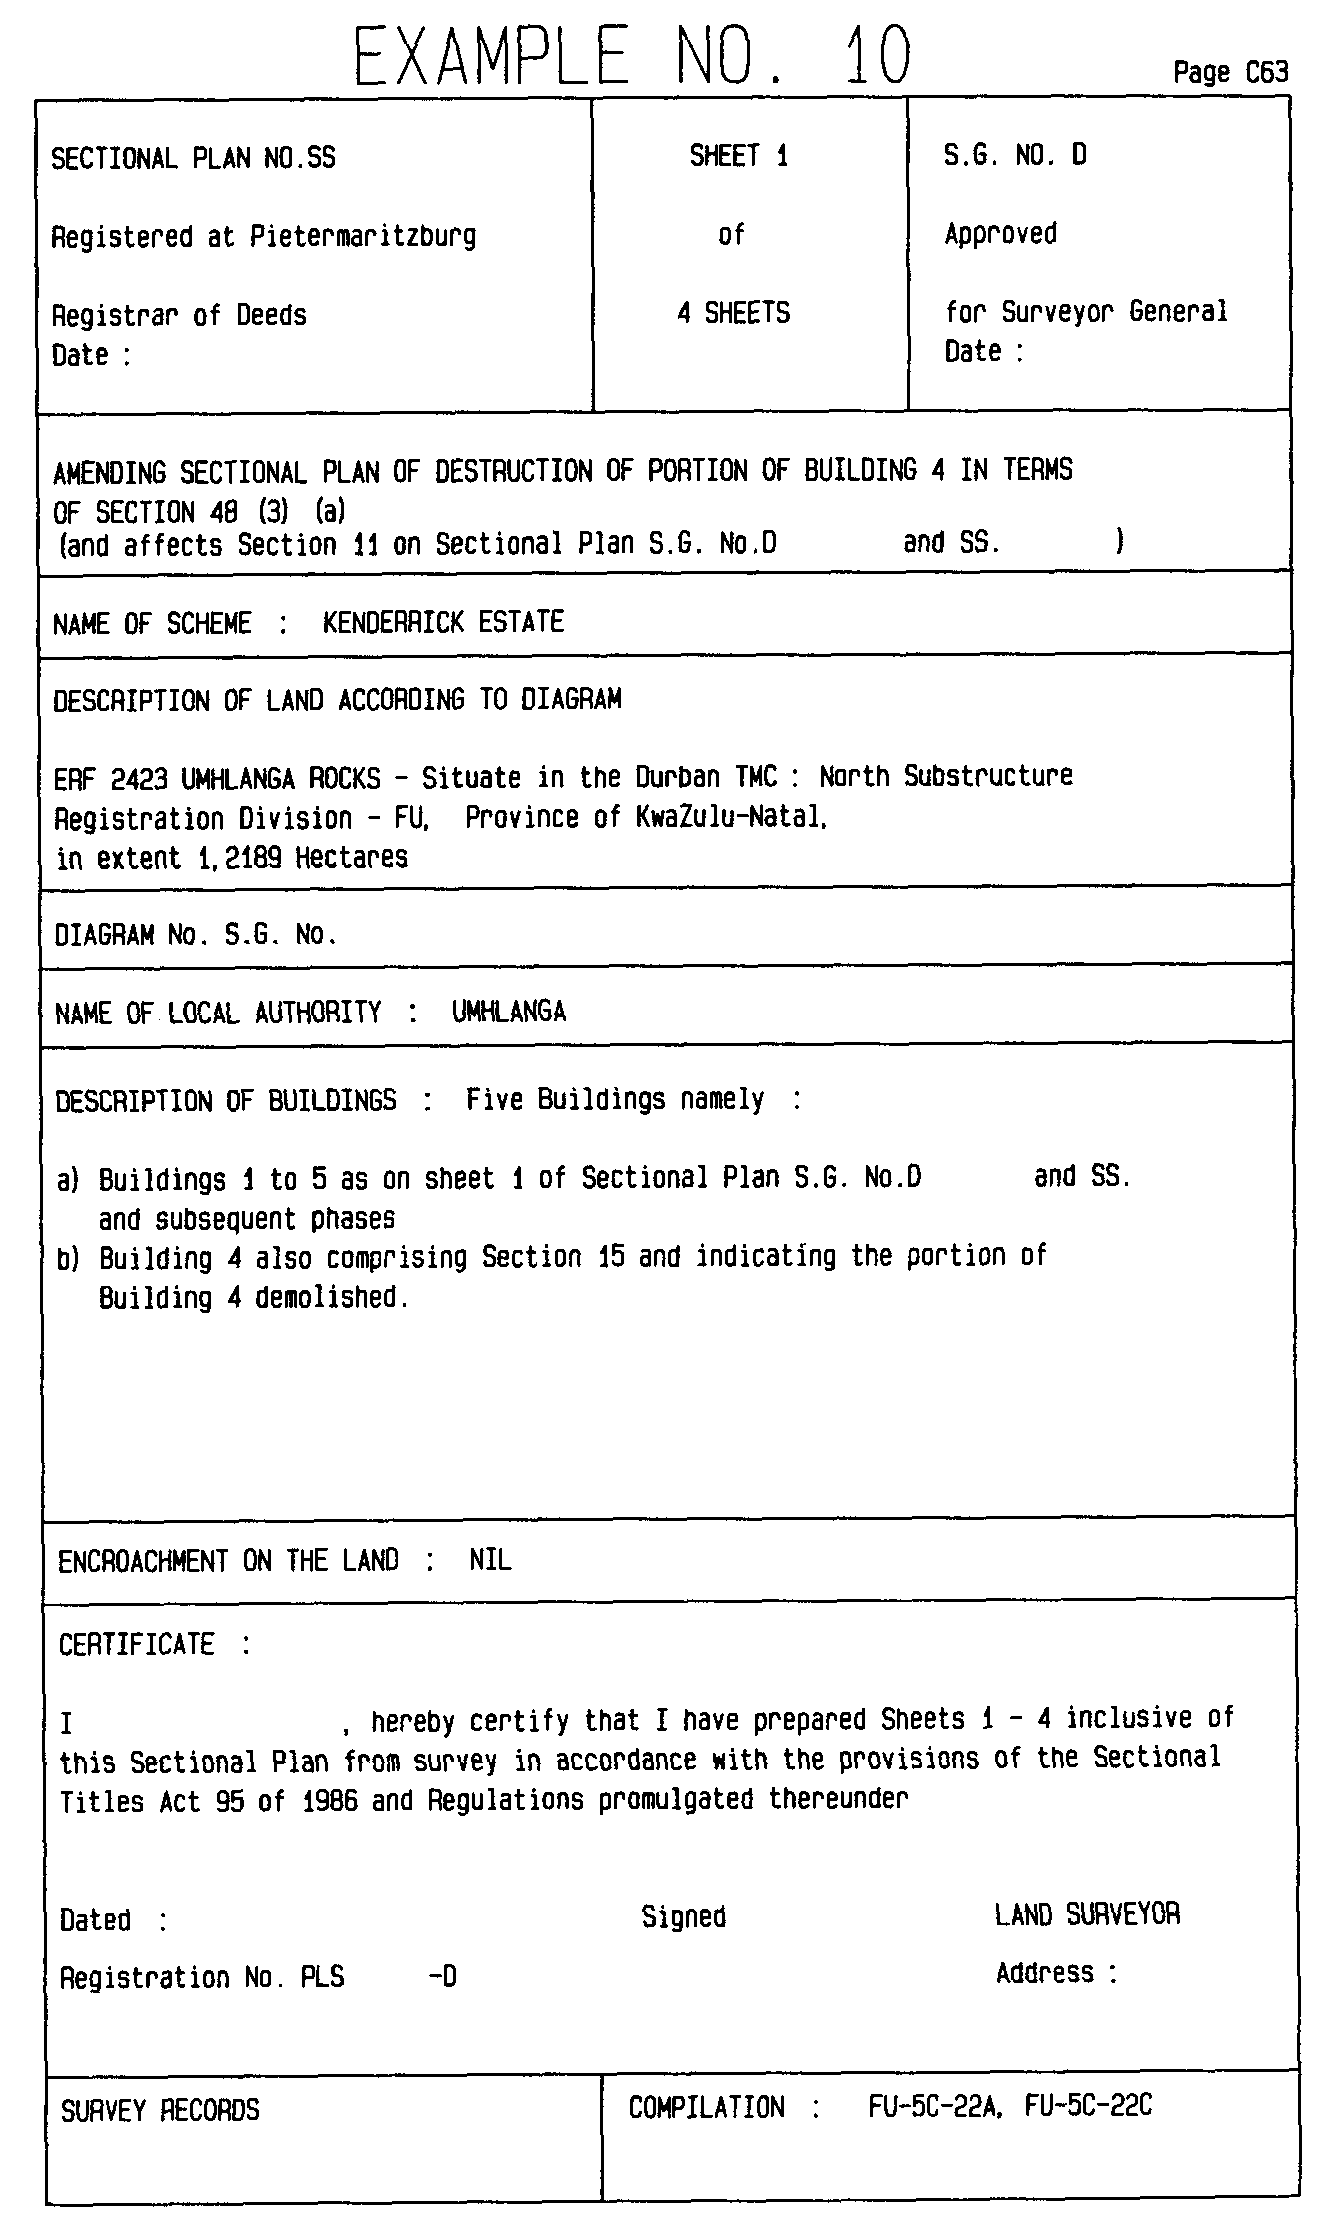 EXAMPLE NO. 10
Page C63
SECTIONAL PLAN NO.SS
Registered at Pietermaritzburg
Registrar of Deeds
Date :
SHEET 1
of
4 SHEETS
S.G. NO. D
Approved
for Surveyor General
Date :
AMENDING SECTIONAL PLAN OF DESTRUCTION OF PORTION OF BUILDING 4 IN TERMS
OF SECTION 48 (3) (a)
(and affects Section 11 on Sectional Plan S.G. No.D and SS. )
NAME OF SCHEME : KENDERRICK ESTATE
DESCRIPTION OF LAND ACCORDING TO DIAGRAM
ERF 2423 UMHLANGA ROCKS - Situate in the Durban TMC : North Substructure
Registration Division - FU, Province of KwaZulu-Natal,
in extent 1,2189 Hectares
DIAGRAM No. S.G. No.
NAME OF LOCAL AUTHORITY : UMHLANGA
DESCRIPTION OF BUILDINGS : Five Buildings namely :
a) Buildings 1 to 5 as on sheet 1 of Sectional Plan S.G. No.D and SS.
and subsequent phases
b) Building 4 also comprising Section 15 and indicating the portion of
Building 4 demolished.
ENCROACHMENT ON THE LAND : NIL
CERTIFICATE :
I , hereby certify that I have prepared Sheets 1 - 4 inclusive of
this Sectional Plan from survey in accordance with the provisions of the Sectional
Titles Act 95 of 1986 and Regulations promulgated thereunder
Dated : Signed LAND SURVEYOR
Registration No. PLS -D Address :
SURVEY RECORDS
COMPILATION : FU-5C-22A, FU-5C-22C